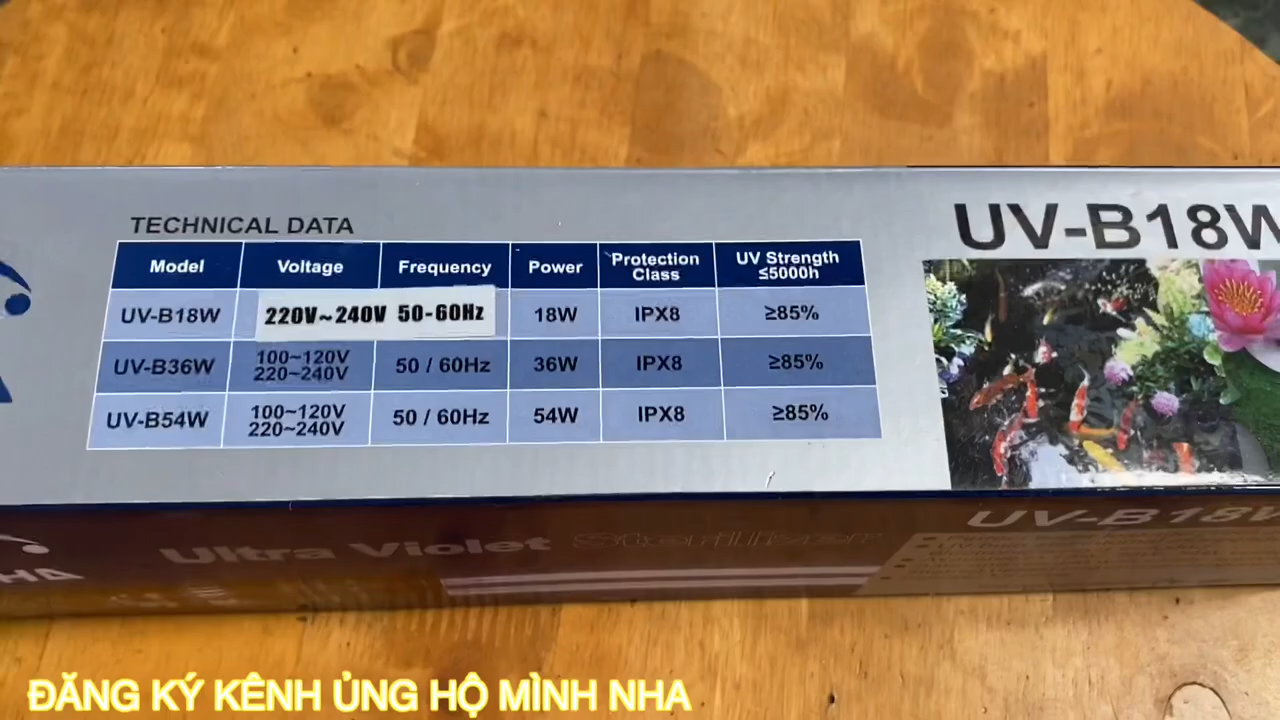 TECHNICAL DATA
UV-B18W
Model Voltage Frequency Power Protection Class UV Strength ≤5000h
UV-B18W 220V~240V 50-60Hz 18W IPX8 ≥85%
UV-B36W 100~120V 220~240V 50 / 60Hz 36W IPX8 ≥85%
UV-B54W 100~120V 220~240V 50 / 60Hz 54W IPX8 ≥85%
UV-B18W
Ultra Violet Sterilizer
ĐĂNG KÝ KÊNH ỦNG HỘ MÌNH NHA